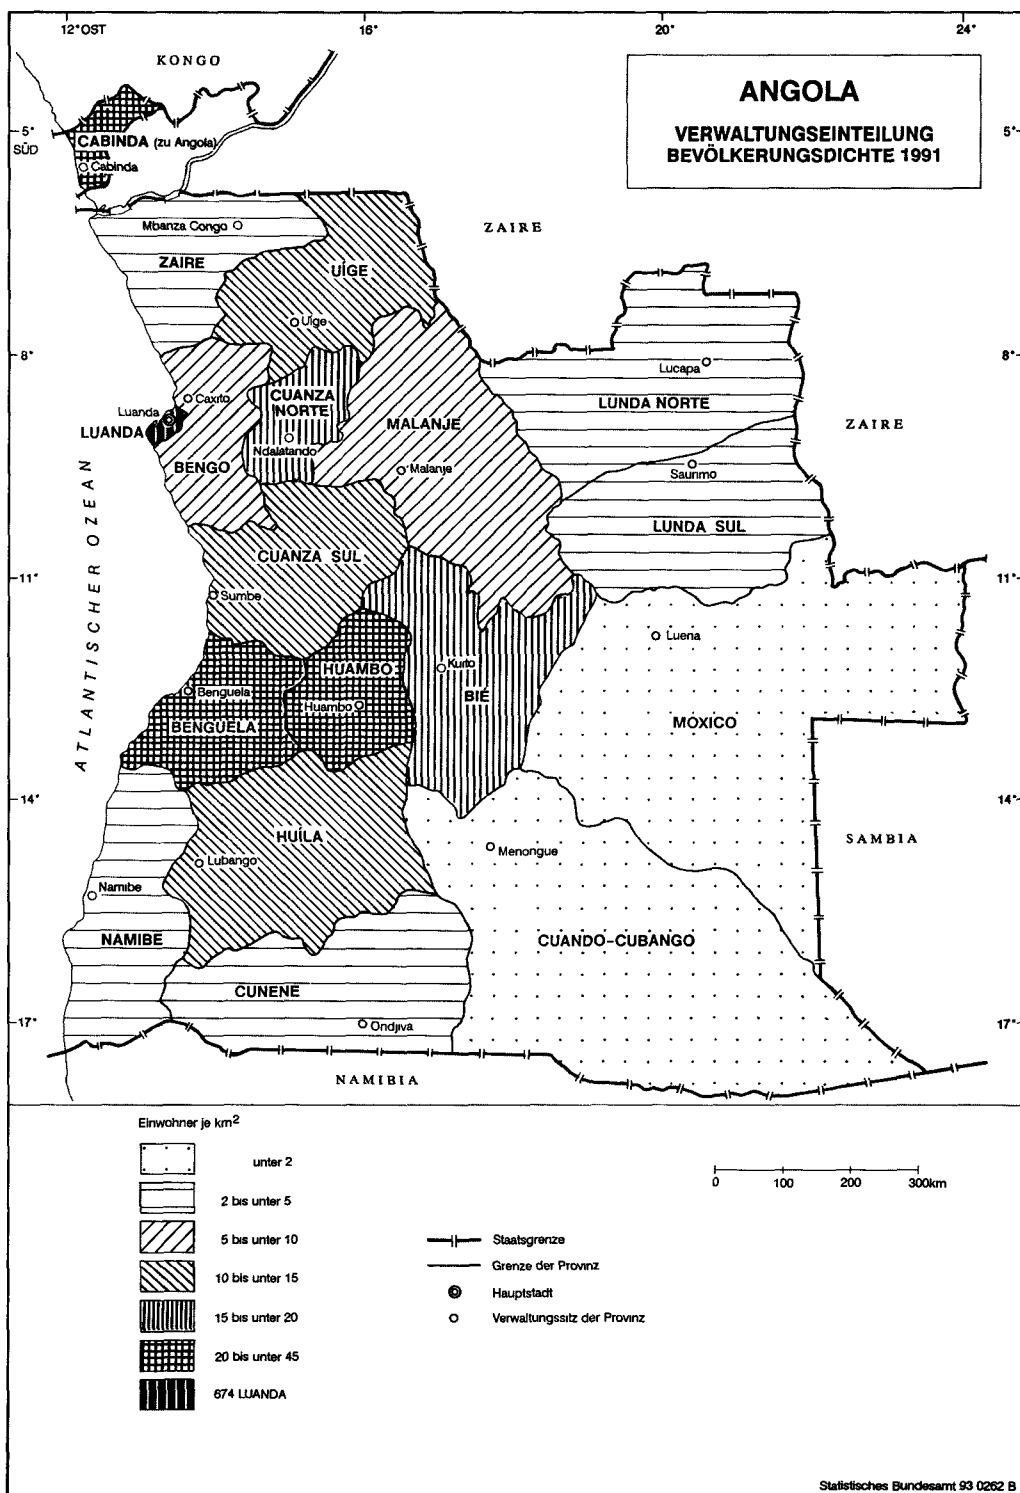 12° OST
16°
20°
24°
KONGO
ANGOLA
VERWALTUNGSEINTEILUNG
BEVÖLKERUNGSDICHTE 1991
5°
SÜD
5°
CABINDA (zu Angola)
Cabinda
ZAIRE
Mbanza Congo
ZAIRE
UÍGE
Uíge
8°
8°
Lucapa
Caxito
CUANZA
NORTE
LUNDA NORTE
Luanda
LUANDA
MALANJE
ZAIRE
Ndalatando
BENGO
Malanje
Saurimo
ATLANTISCHER OZEAN
LUNDA SUL
CUANZA SUL
11°
11°
Sumbe
Luena
HUAMBO
Kuito
Benguela
Huambo
BIÉ
BENGUELA
MOXICO
14°
14°
HUÍLA
SAMBIA
Lubango
Menongue
Namibe
NAMIBE
CUANDO-CUBANGO
CUNENE
17°
Ondjiva
17°
NAMIBIA
Einwohner je km²
unter 2
2 bis unter 5
5 bis unter 10
10 bis unter 15
15 bis unter 20
20 bis unter 45
674 LUANDA
0 100 200 300km
Staatsgrenze
Grenze der Provinz
Hauptstadt
Verwaltungssitz der Provinz
Statistisches Bundesamt 93 0262 B